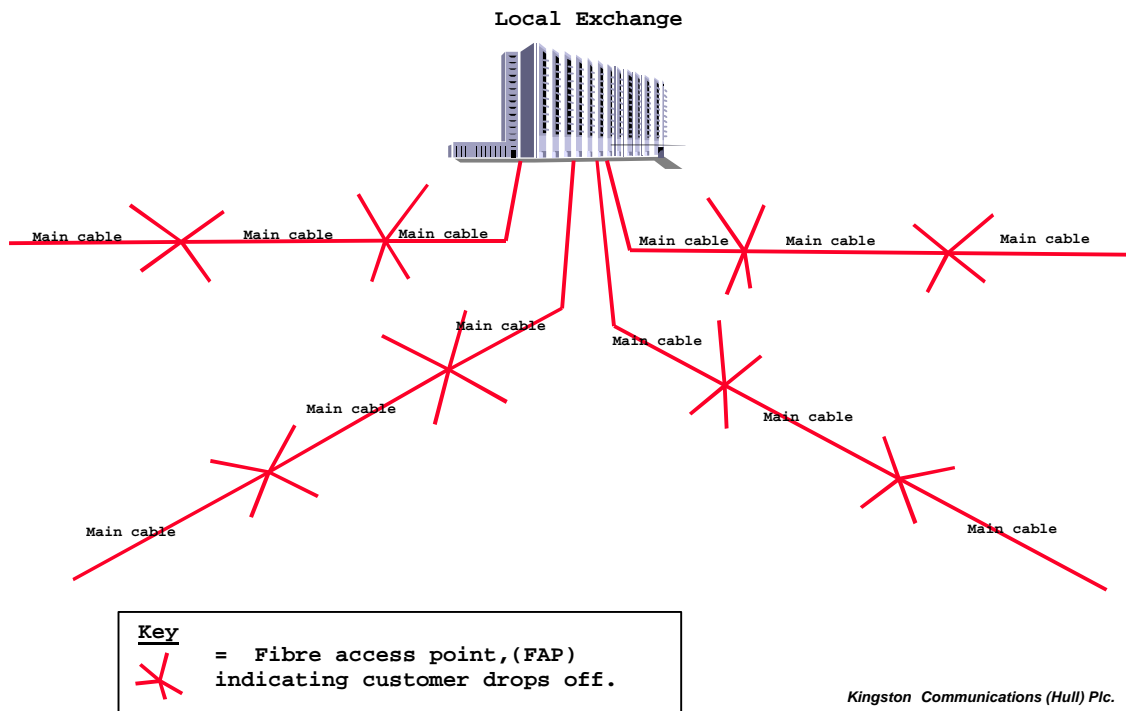 Local Exchange
Main cable
Main cable
Main cable
Main cable
Main cable
Main cable
Main cable
Main cable
Main cable
Main cable
Main cable
Main cable
Key
= Fibre access point,(FAP)
indicating customer drops off.
Kingston Communications (Hull) Plc.